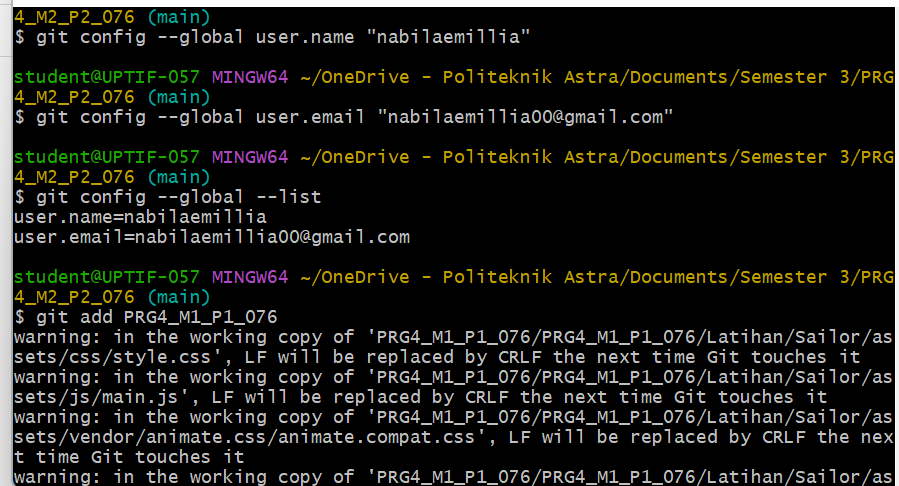 4_M2_P2_076 (main)
$ git config --global user.name "nabilaemillia"
student@UPTIF-057 MINGW64 ~/OneDrive - Politeknik Astra/Documents/Semester 3/PRG
4_M2_P2_076 (main)
$ git config --global user.email "nabilaemillia00@gmail.com"
student@UPTIF-057 MINGW64 ~/OneDrive - Politeknik Astra/Documents/Semester 3/PRG
4_M2_P2_076 (main)
$ git config --global --list
user.name=nabilaemillia
user.email=nabilaemillia00@gmail.com
student@UPTIF-057 MINGW64 ~/OneDrive - Politeknik Astra/Documents/Semester 3/PRG
4_M2_P2_076 (main)
$ git add PRG4_M1_P1_076
warning: in the working copy of 'PRG4_M1_P1_076/PRG4_M1_P1_076/Latihan/Sailor/as
sets/css/style.css', LF will be replaced by CRLF the next time Git touches it
warning: in the working copy of 'PRG4_M1_P1_076/PRG4_M1_P1_076/Latihan/Sailor/as
sets/js/main.js', LF will be replaced by CRLF the next time Git touches it
warning: in the working copy of 'PRG4_M1_P1_076/PRG4_M1_P1_076/Latihan/Sailor/as
sets/vendor/animate.css/animate.compat.css', LF will be replaced by CRLF the nex
t time Git touches it
warning: in the working copy of 'PRG4_M1_P1_076/PRG4_M1_P1_076/Latihan/Sailor/as